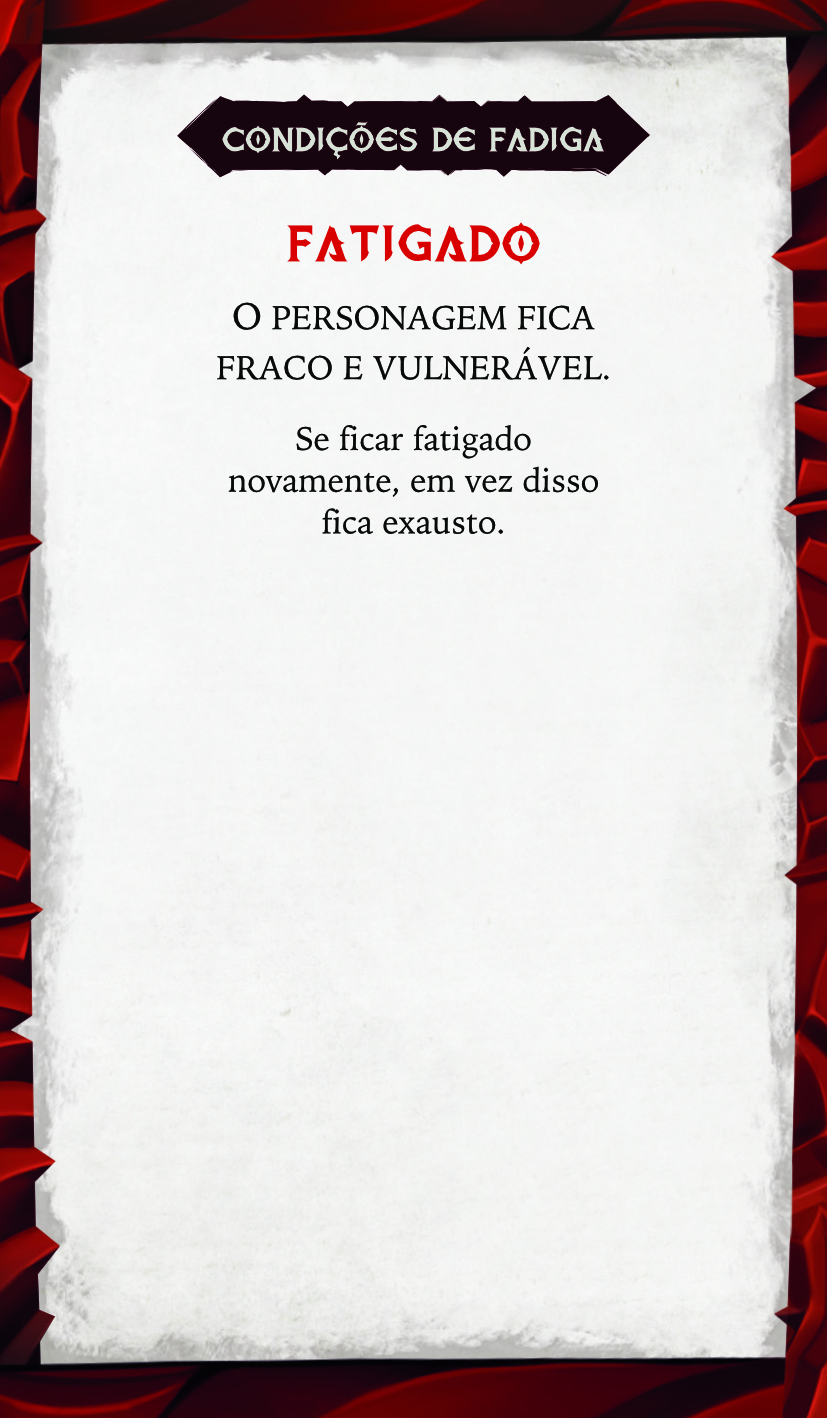 CONDIÇÕES DE FADIGA
FATIGADO
O PERSONAGEM FICA
FRACO E VULNERÁVEL.
Se ficar fatigado
novamente, em vez disso
fica exausto.